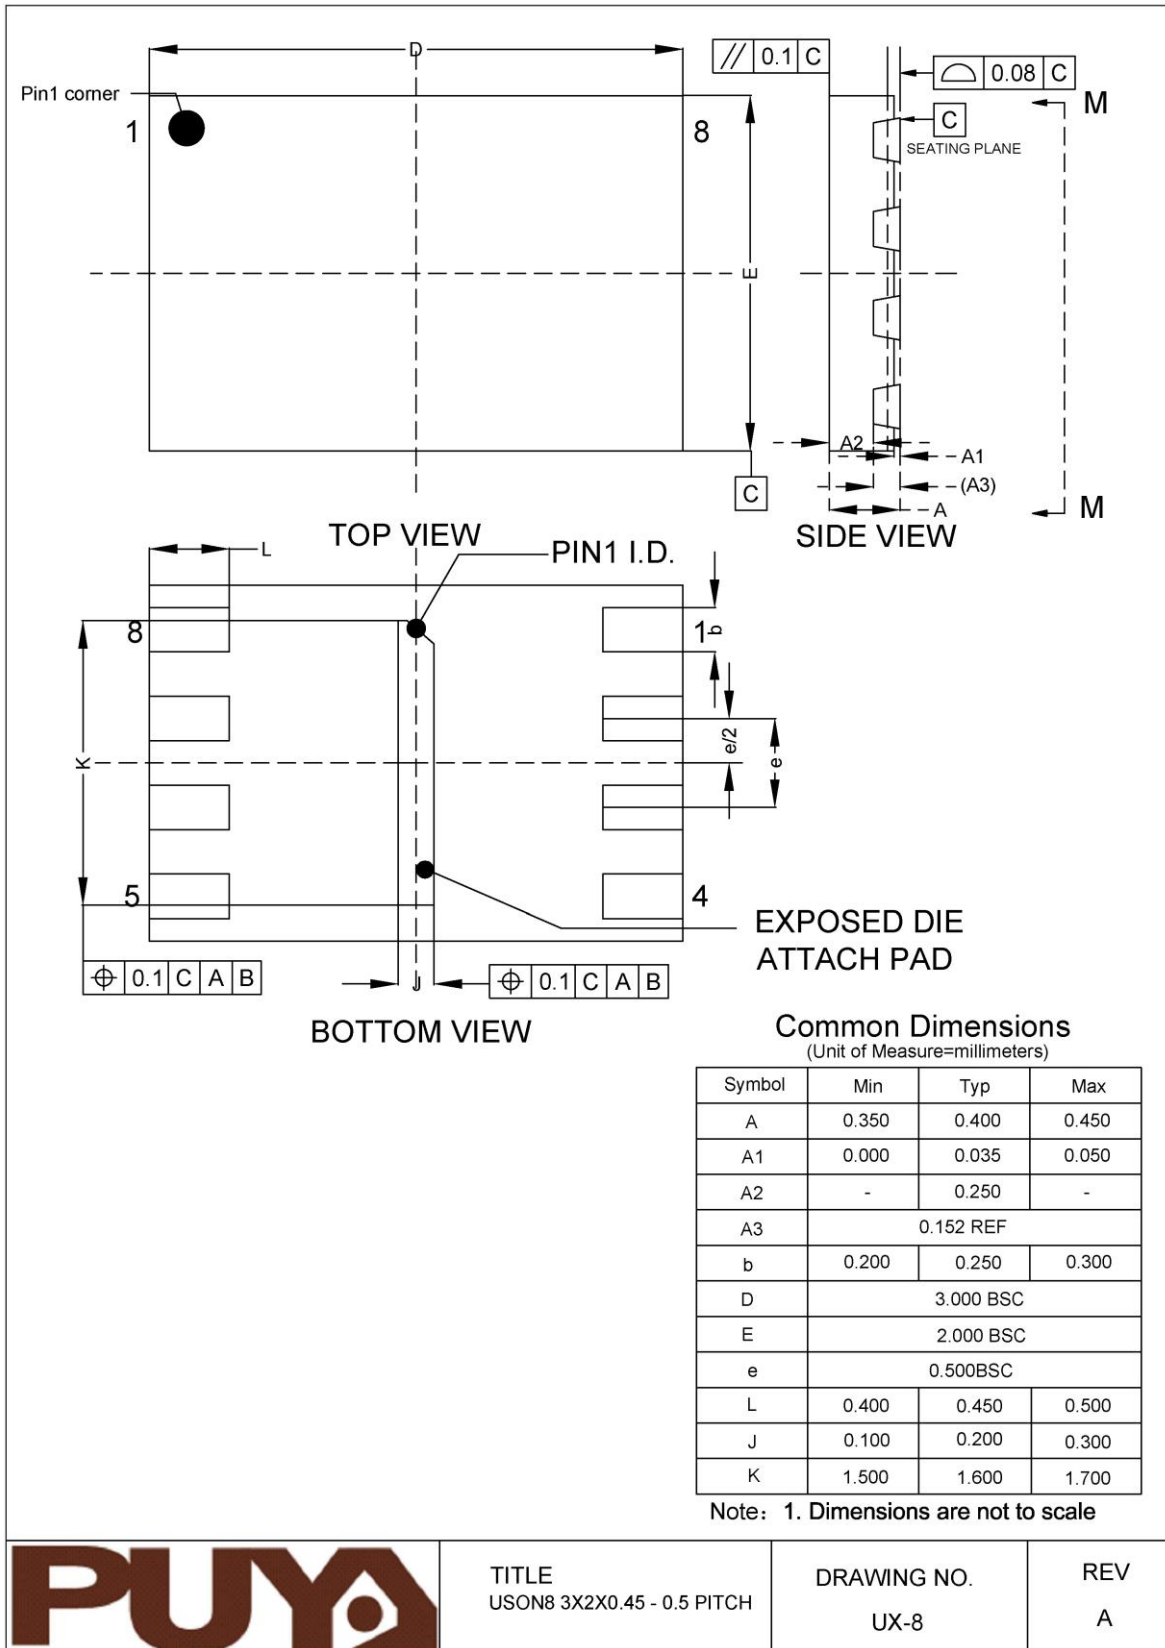 D
// 0.1 C
⌓ 0.08 C
Pin1 corner
M
1
8
C
SEATING PLANE
E
A2
A1
(A3)
C
A
M
TOP VIEW
SIDE VIEW
L
PIN1 I.D.
8
1
b
e/2
K
e
5
4
EXPOSED DIE
ATTACH PAD
⌖ 0.1 C A B
J
⌖ 0.1 C A B
BOTTOM VIEW
Common Dimensions
(Unit of Measure=millimeters)
Symbol Min Typ Max
A 0.350 0.400 0.450
A1 0.000 0.035 0.050
A2 - 0.250 -
A3 0.152 REF
b 0.200 0.250 0.300
D 3.000 BSC
E 2.000 BSC
e 0.500BSC
L 0.400 0.450 0.500
J 0.100 0.200 0.300
K 1.500 1.600 1.700
Note： 1. Dimensions are not to scale
PUYA
TITLE
USON8 3X2X0.45 - 0.5 PITCH
DRAWING NO.
UX-8
REV
A